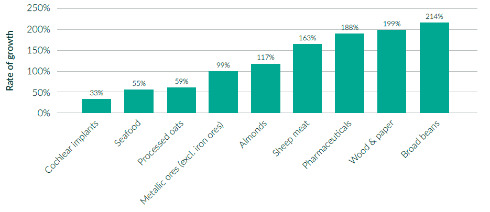 250%
200%
150%
100%
50%
0%
Rate of growth
33%
55%
59%
99%
117%
163%
188%
199%
214%
Cochlear implants
Seafood
Processed oats
Metallic ores (excl. iron ores)
Almonds
Sheep meat
Pharmaceuticals
Wood & paper
Broad beans